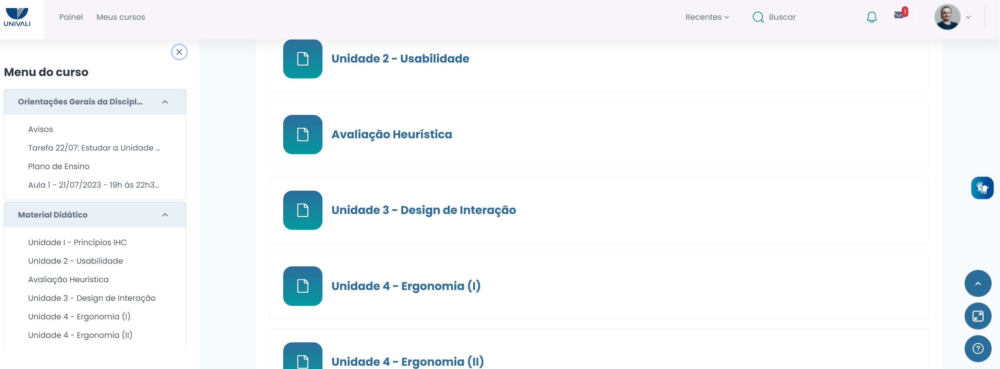 UNIVALI
Painel
Meus cursos
Recentes
Buscar
1
Menu do curso
Orientações Gerais da Discipl...
Avisos
Tarefa 22/07: Estudar a Unidade ...
Plano de Ensino
Aula 1 - 21/07/2023 - 19h às 22h3...
Material Didático
Unidade I - Princípios IHC
Unidade 2 - Usabilidade
Avaliação Heurística
Unidade 3 - Design de Interação
Unidade 4 - Ergonomia (I)
Unidade 4 - Ergonomia (II)
Unidade 2 - Usabilidade
Avaliação Heurística
Unidade 3 - Design de Interação
Unidade 4 - Ergonomia (I)
Unidade 4 - Ergonomia (II)